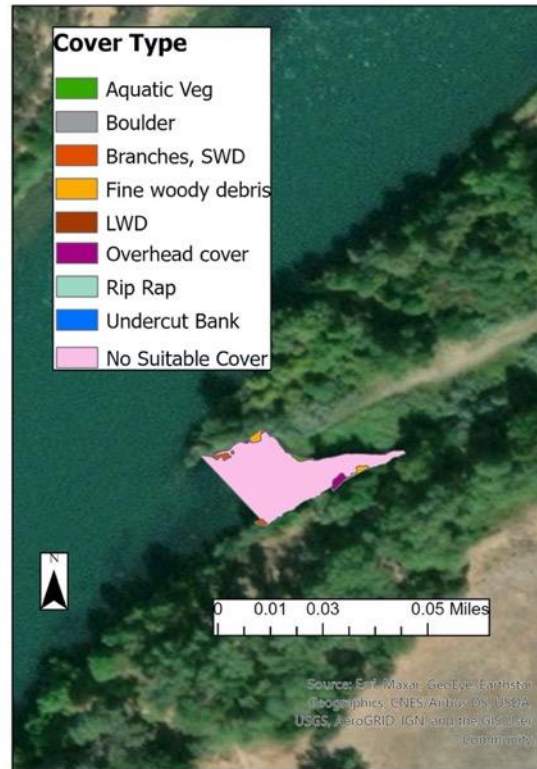 Cover Type
Aquatic Veg
Boulder
Branches, SWD
Fine woody debris
LWD
Overhead cover
Rip Rap
Undercut Bank
No Suitable Cover
N
0 0.01 0.03 0.05 Miles
Source: Esri, Maxar, GeoEye, Earthstar
Geographics, CNES/Airbus DS, USDA,
USGS, AeroGRID, IGN, and the GIS User
Community